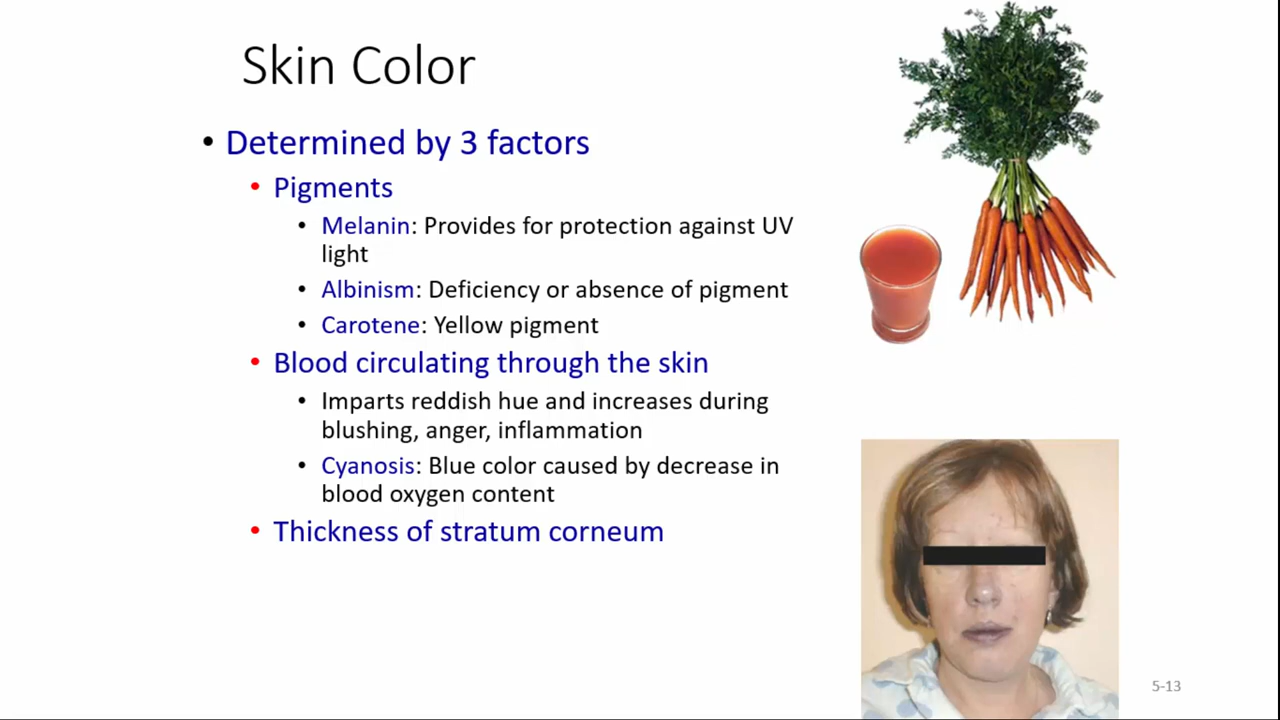 Skin Color
• Determined by 3 factors
• Pigments
• Melanin: Provides for protection against UV
light
• Albinism: Deficiency or absence of pigment
• Carotene: Yellow pigment
• Blood circulating through the skin
• Imparts reddish hue and increases during
blushing, anger, inflammation
• Cyanosis: Blue color caused by decrease in
blood oxygen content
• Thickness of stratum corneum
5-13